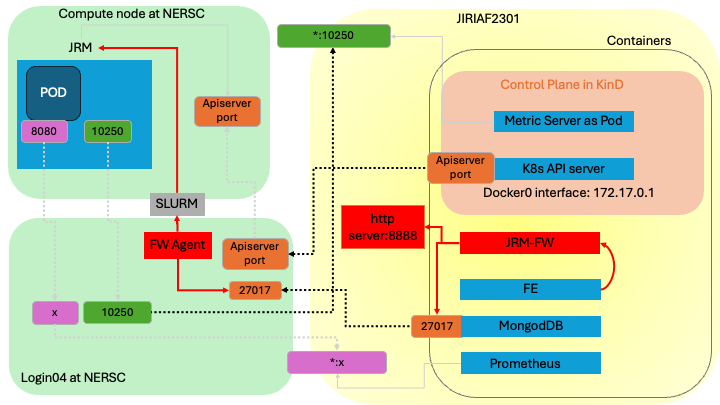 Compute node at NERSC
JIRIAF2301
*:10250
Containers
JRM
Control Plane in KinD
POD
Apiserver
port
Metric Server as Pod
8080
10250
Apiserver
port
K8s API server
Docker0 interface: 172.17.0.1
SLURM
http
server:8888
FW Agent
Apiserver
port
JRM-FW
27017
FE
x
10250
27017
MongodDB
*:x
Prometheus
Login04 at NERSC